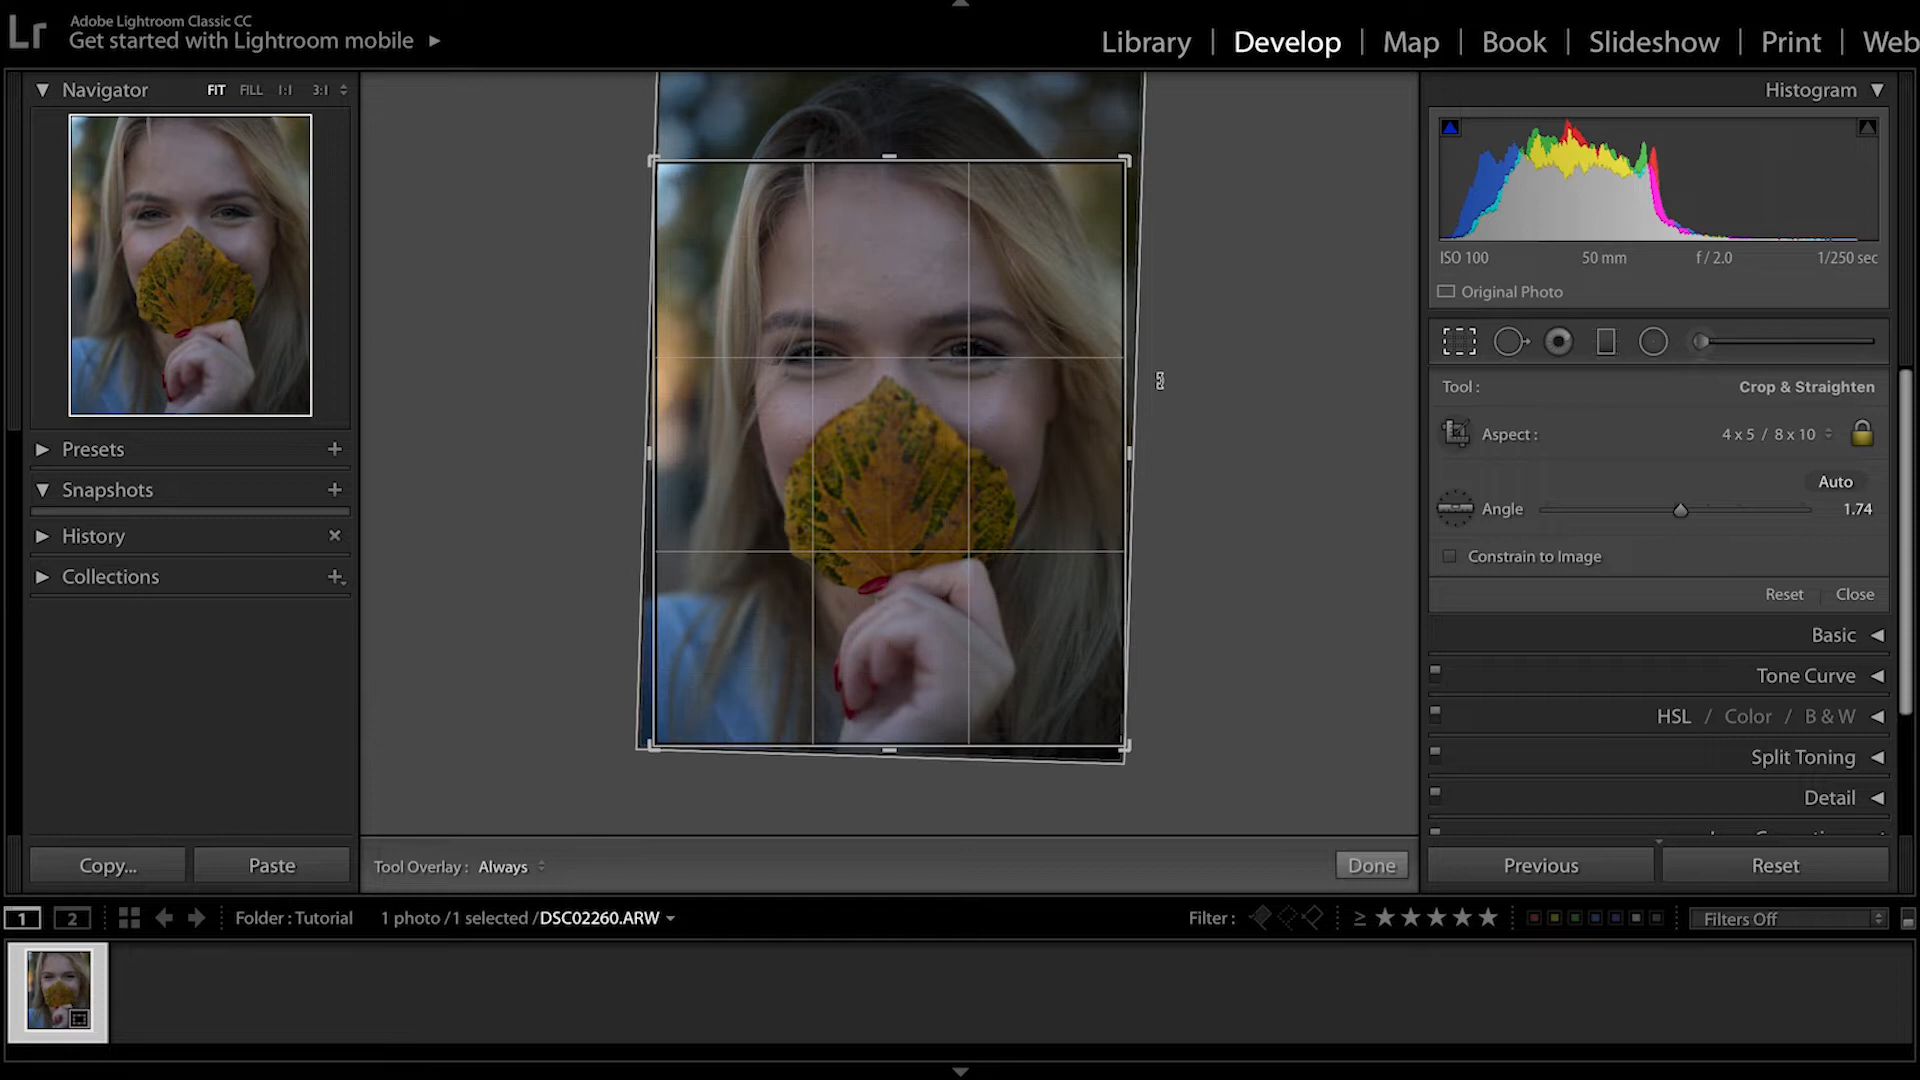 Lr
Adobe Lightroom Classic CC
Get started with Lightroom mobile
Library | Develop | Map | Book | Slideshow | Print | Web
Navigator FIT FILL 1:1 3:1
Histogram
ISO 100 50 mm f / 2.0 1/250 sec
Original Photo
Tool : Crop & Straighten
Aspect : 4 x 5 / 8 x 10
Auto
Angle 1.74
Constrain to Image
Reset Close
Presets
Snapshots
History
Collections
Basic
Tone Curve
HSL / Color / B & W
Split Toning
Detail
Copy... Paste
Tool Overlay : Always
Done
Previous Reset
1 2 Folder : Tutorial 1 photo /1 selected /DSC02260.ARW
Filter : ≥ ★★★★★ Filters Off